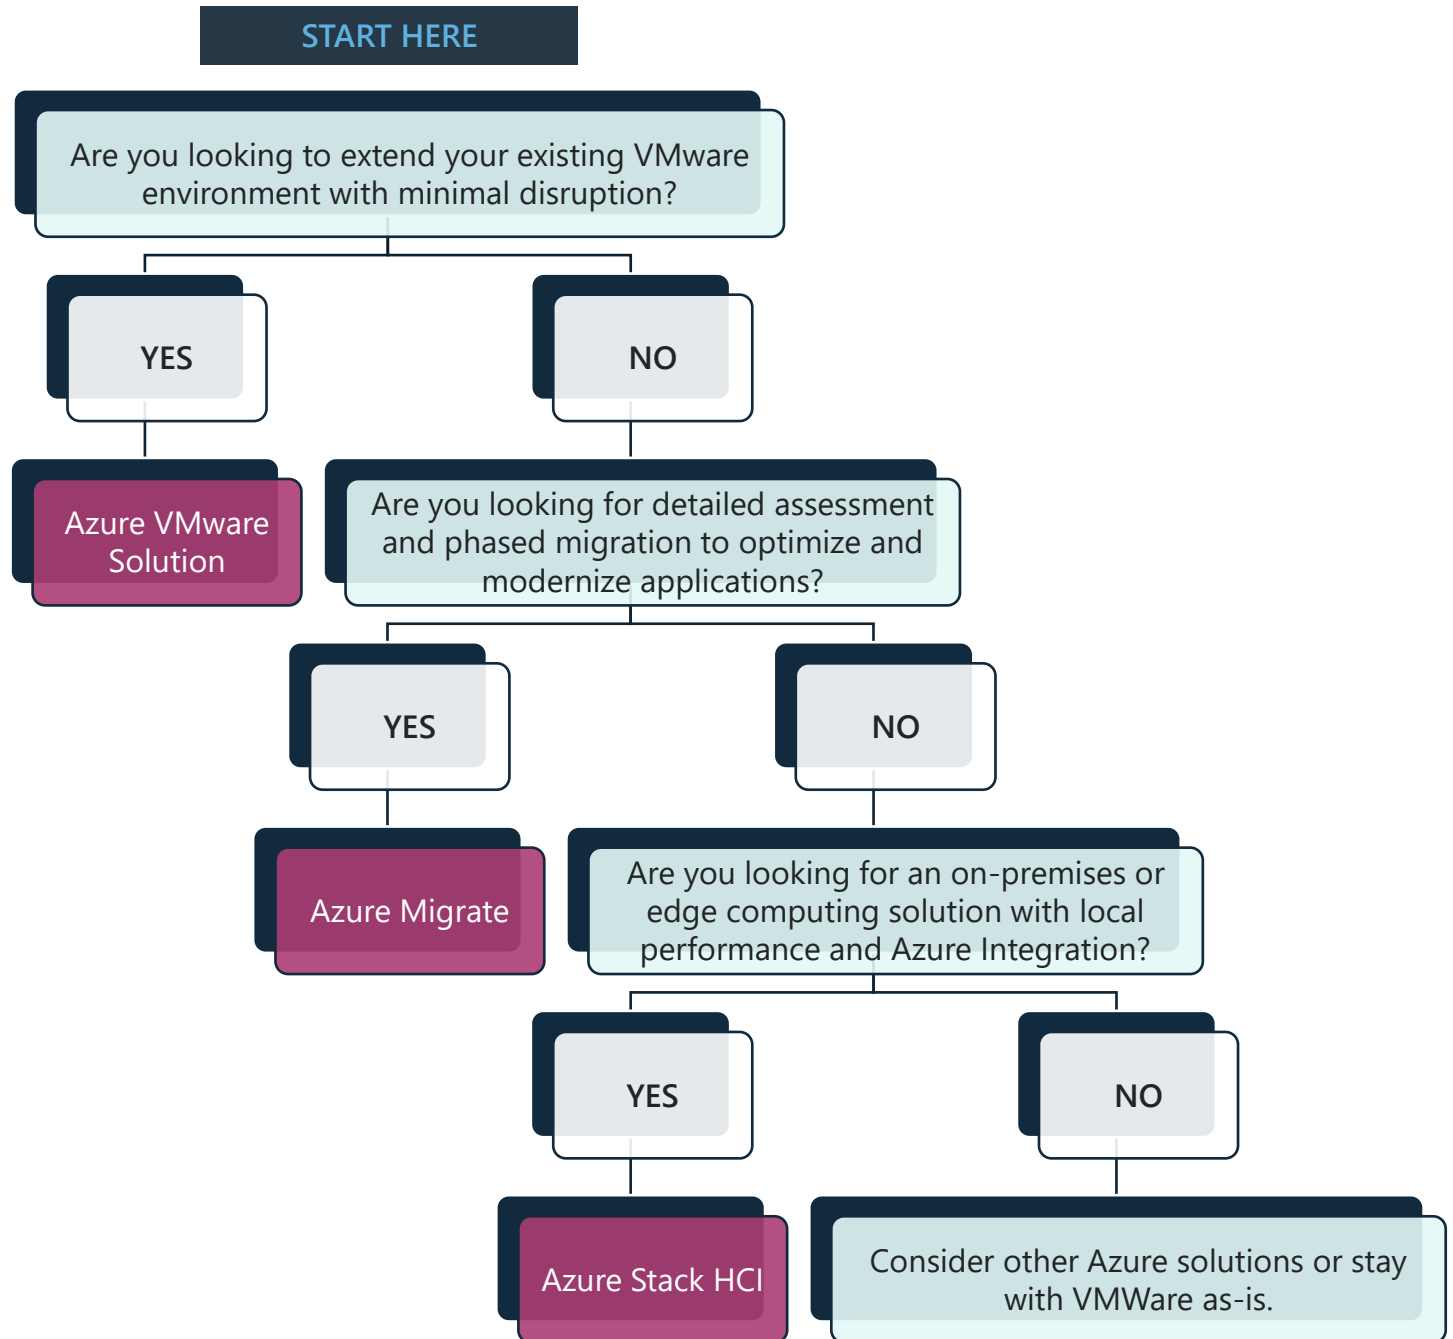 START HERE
Are you looking to extend your existing VMware
environment with minimal disruption?
YES
NO
Azure VMware
Solution
Are you looking for detailed assessment
and phased migration to optimize and
modernize applications?
YES
NO
Azure Migrate
Are you looking for an on-premises or
edge computing solution with local
performance and Azure Integration?
YES
NO
Azure Stack HCI
Consider other Azure solutions or stay
with VMWare as-is.